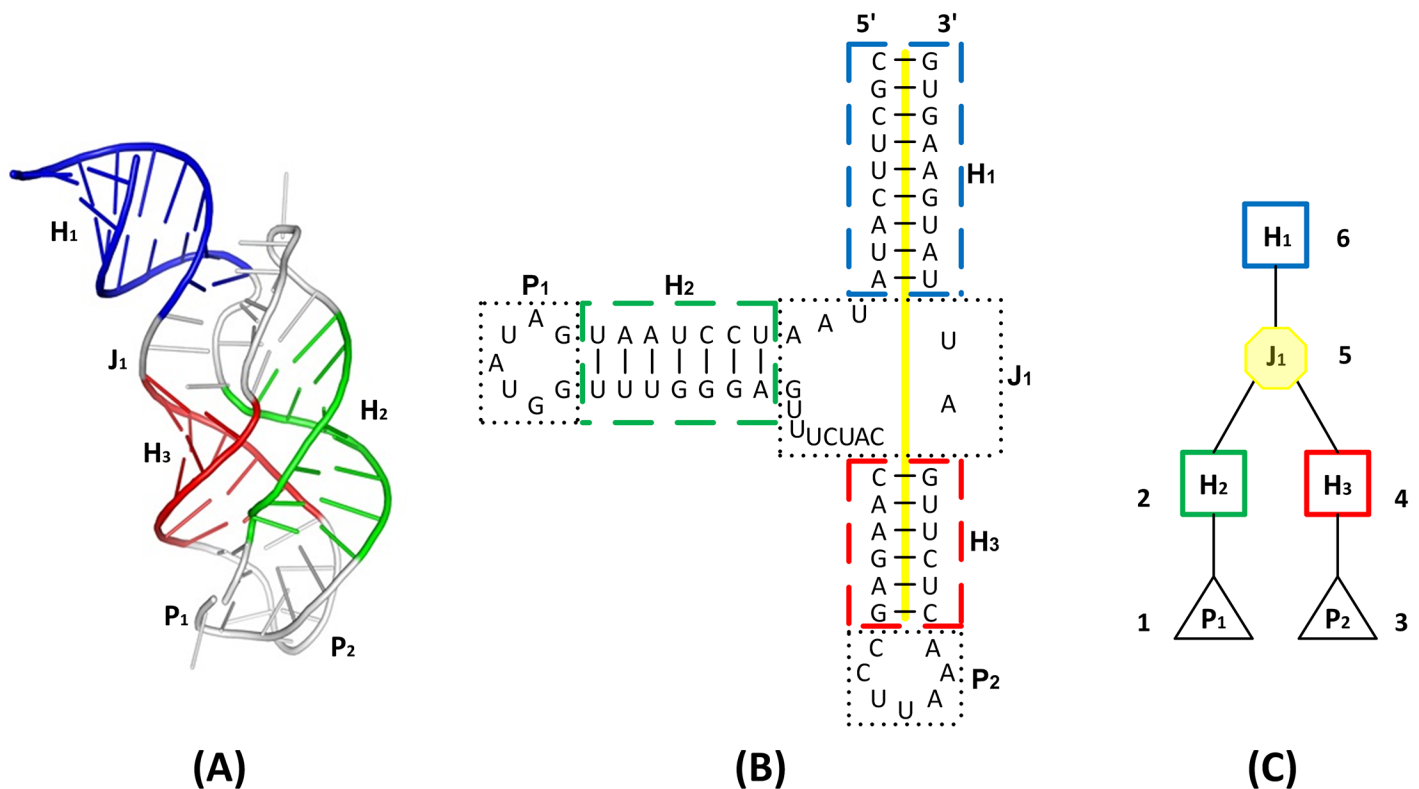 5' 3'
C G
G U
C G
U A
U A H1
C G
A U
U A
A U
P1 H2
A A U
U G U A A U C C U A U
A
U G U U U G G G A G A J1
G U
U U C U A C
U
C G
A U
A U H3
G C
A U
G C
C A
C A P2
U A
U
H1
J1
H3
H2
P1
P2
H1 6
J1 5
2 H2 H3 4
1 P1 P2 3
(A) (B) (C)